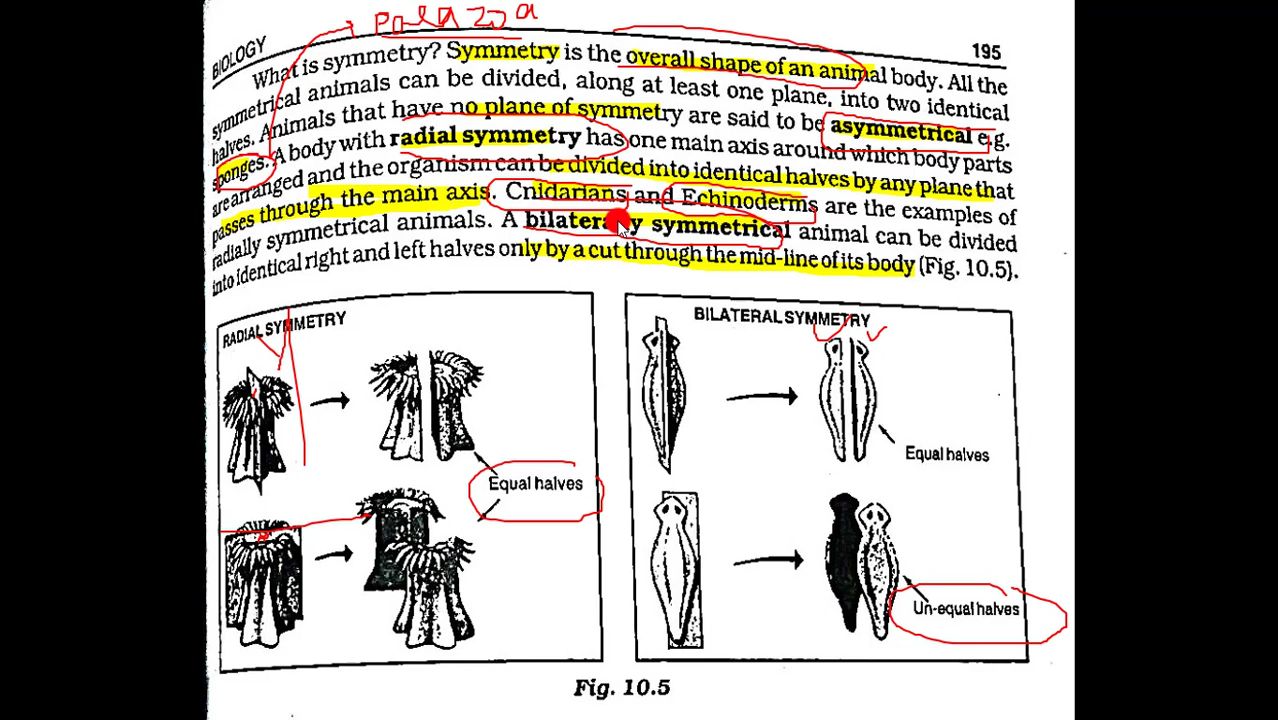 Parazoa
BIOLOGY
195
What is symmetry? Symmetry is the overall shape of an animal body. All the
symmetrical animals can be divided, along at least one plane, into two identical
halves. Animals that have no plane of symmetry are said to be asymmetrical e.g.
sponges. A body with radial symmetry has one main axis around which body parts
are arranged and the organism can be divided into identical halves by any plane that
passes through the main axis. Cnidarians and Echinoderms are the examples of
radially symmetrical animals. A bilaterally symmetrical animal can be divided
into identical right and left halves only by a cut through the mid-line of its body (Fig. 10.5).
RADIAL SYMMETRY
Equal halves
BILATERAL SYMMETRY
Equal halves
Un-equal halves
Fig. 10.5